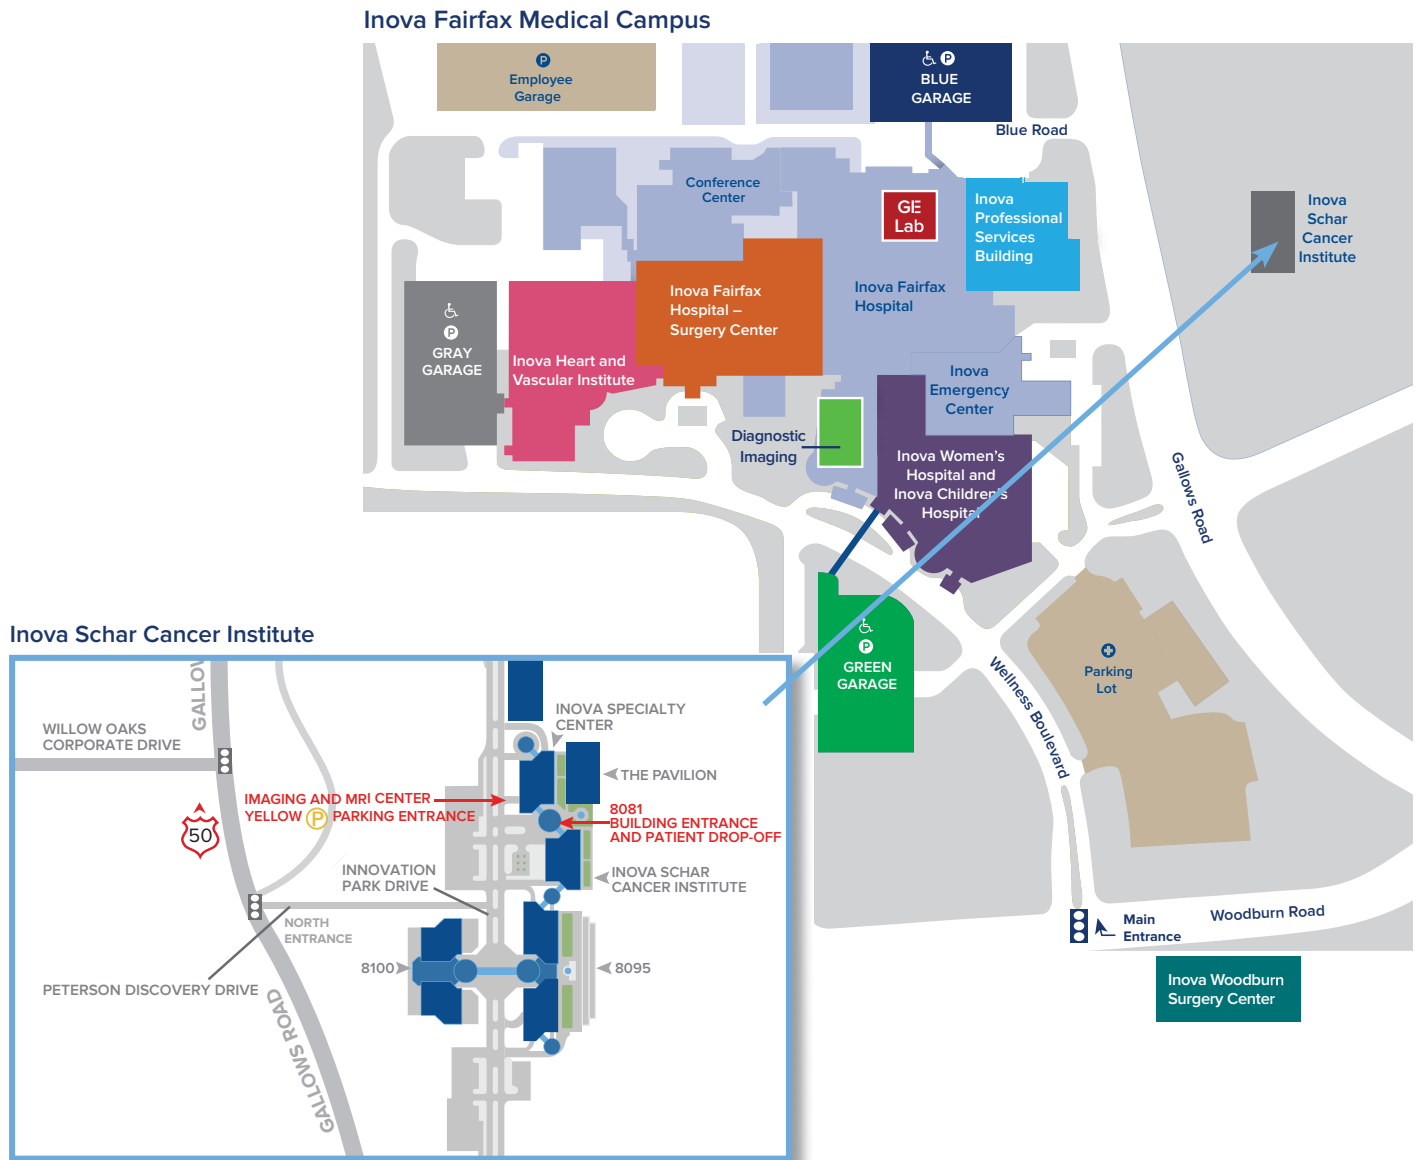 Inova Fairfax Medical Campus
P
Employee
Garage
P
BLUE
GARAGE
Blue Road
Conference
Center
GE
Lab
Inova
Professional
Services
Building
Inova
Schar
Cancer
Institute
Inova Fairfax
Hospital –
Surgery Center
Inova Fairfax
Hospital
P
GRAY
GARAGE
Inova Heart and
Vascular Institute
Inova
Emergency
Center
Diagnostic
Imaging
Inova Women’s
Hospital and
Inova Children’s
Hospital
Gallows Road
P
GREEN
GARAGE
Parking
Lot
Wellness Boulevard
Main
Entrance
Woodburn Road
Inova Woodburn
Surgery Center
Inova Schar Cancer Institute
GALLOW
WILLOW OAKS
CORPORATE DRIVE
INOVA SPECIALTY
CENTER
THE PAVILION
IMAGING AND MRI CENTER
YELLOW P PARKING ENTRANCE
8081
BUILDING ENTRANCE
AND PATIENT DROP-OFF
50
INNOVATION
PARK DRIVE
INOVA SCHAR
CANCER INSTITUTE
NORTH
ENTRANCE
8100
8095
PETERSON DISCOVERY DRIVE
GALLOWS ROAD